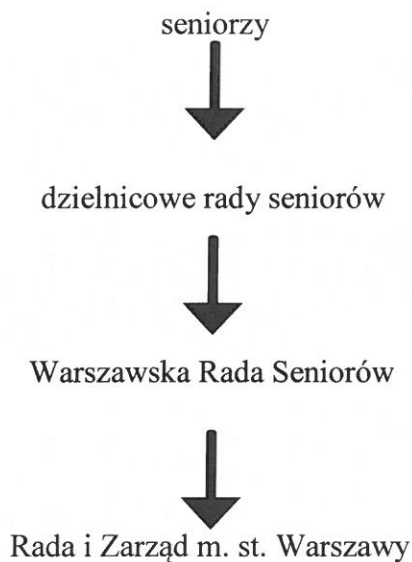 seniorzy
dzielnicowe rady seniorów
Warszawska Rada Seniorów
Rada i Zarząd m. st. Warszawy